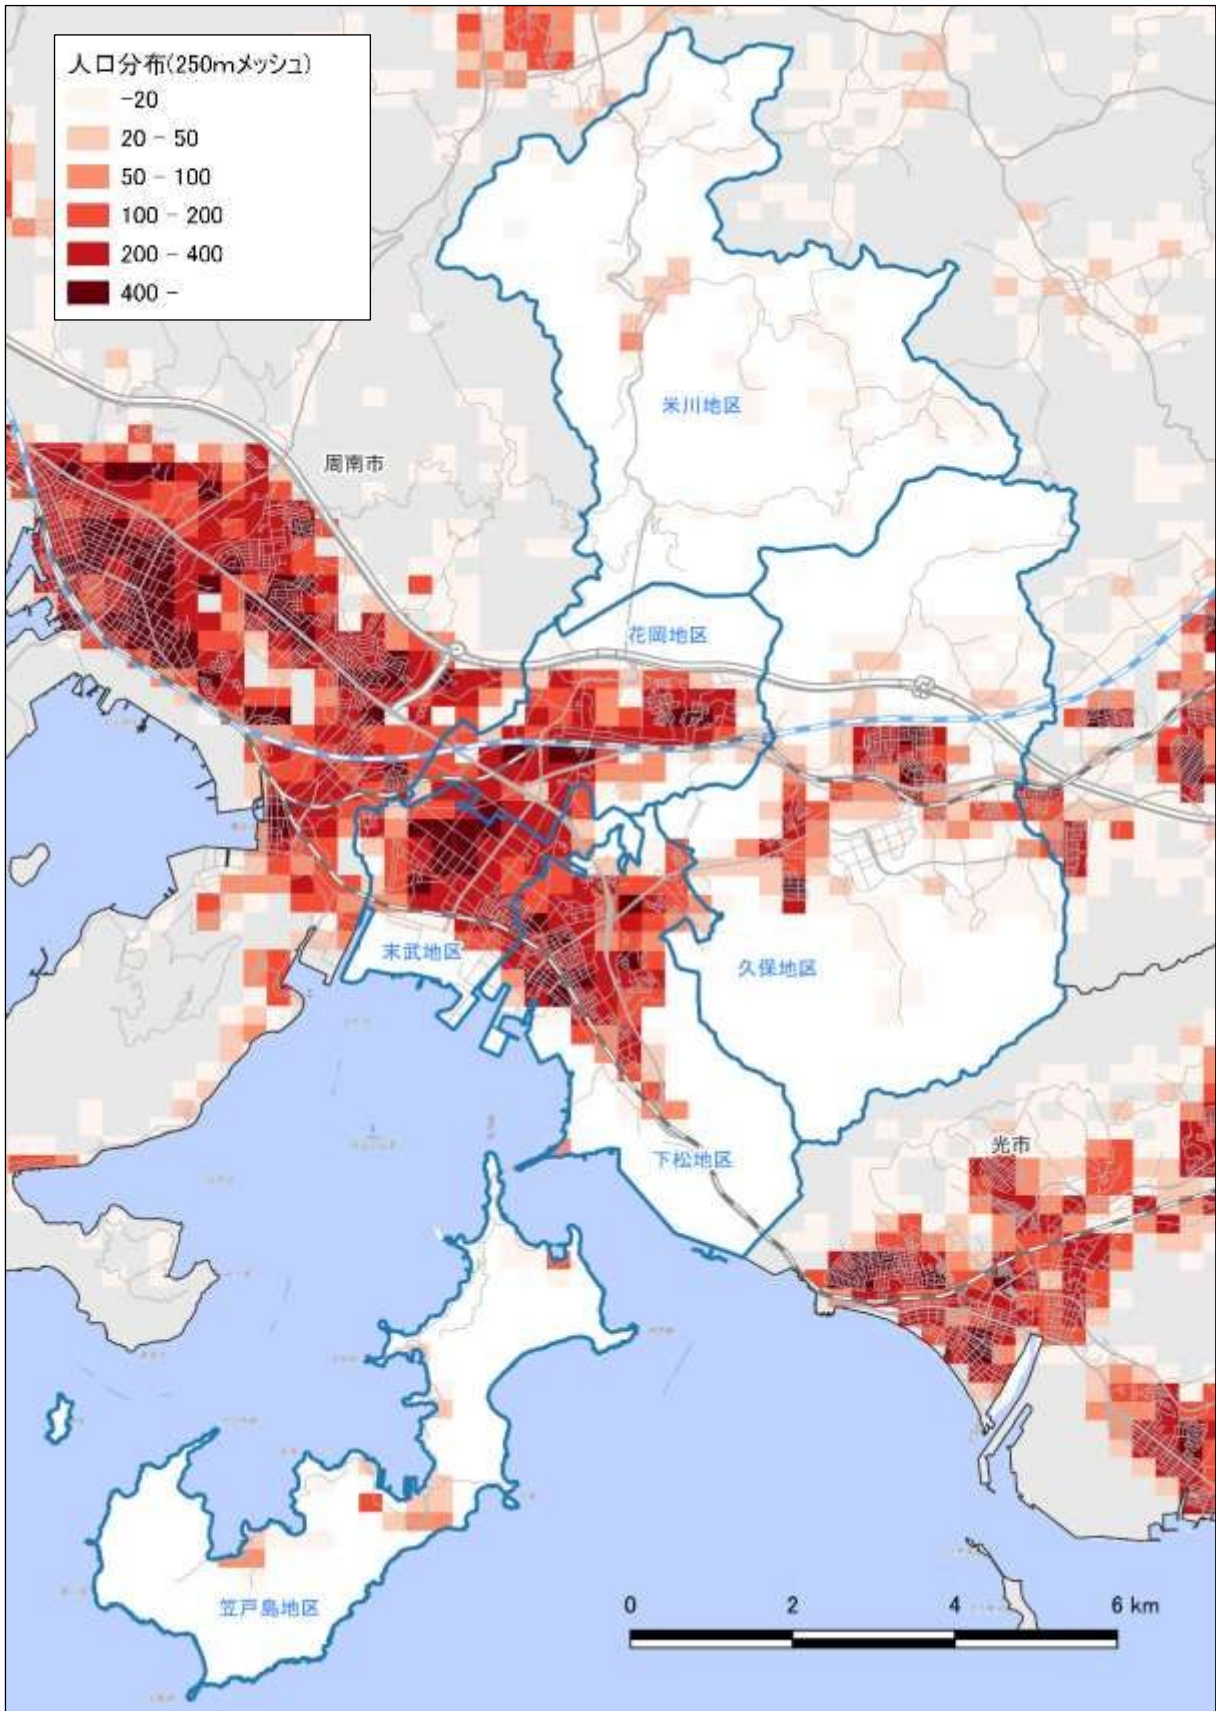 人口分布(250mメッシュ)
-20
20 - 50
50 - 100
100 - 200
200 - 400
400 -
米川地区
周南市
花岡地区
末武地区
久保地区
下松地区
光市
笠戸島地区
0 2 4 6 km